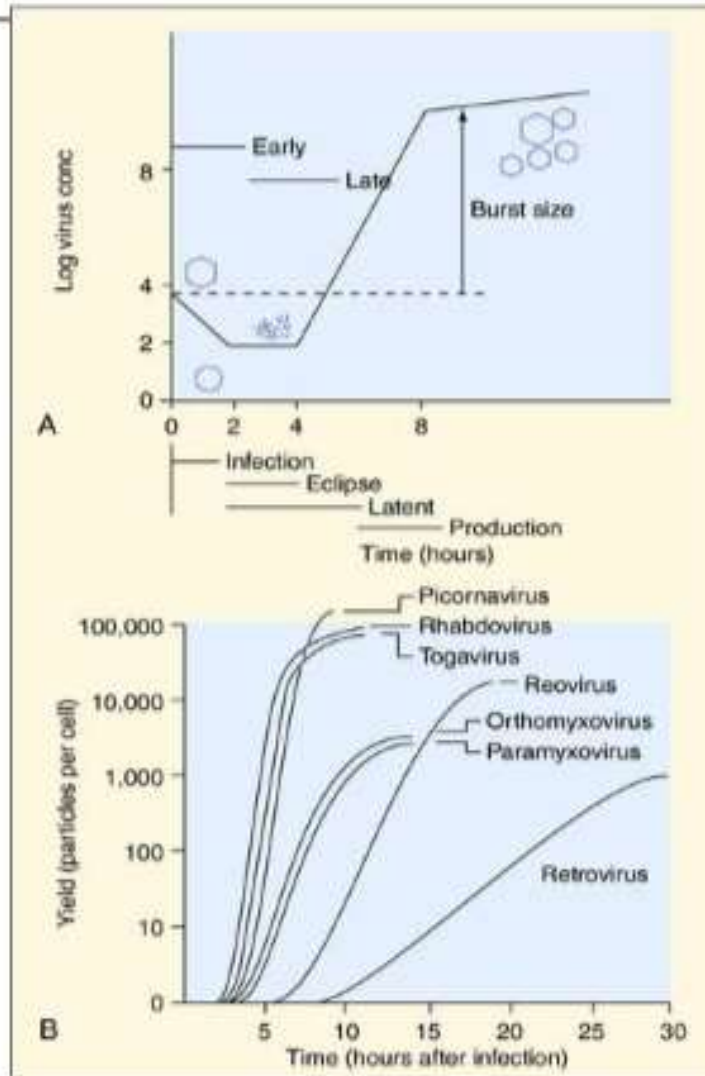 Log virus conc
8
4
2
0
Early
Late
Burst size
A
0 2 4 8
Infection
Eclipse
Latent
Production
Time (hours)
Yield (particles per cell)
100,000
10,000
1,000
100
10
0
Picornavirus
Rhabdovirus
Togavirus
Reovirus
Orthomyxovirus
Paramyxovirus
Retrovirus
B
5 10 15 20 25 30
Time (hours after infection)